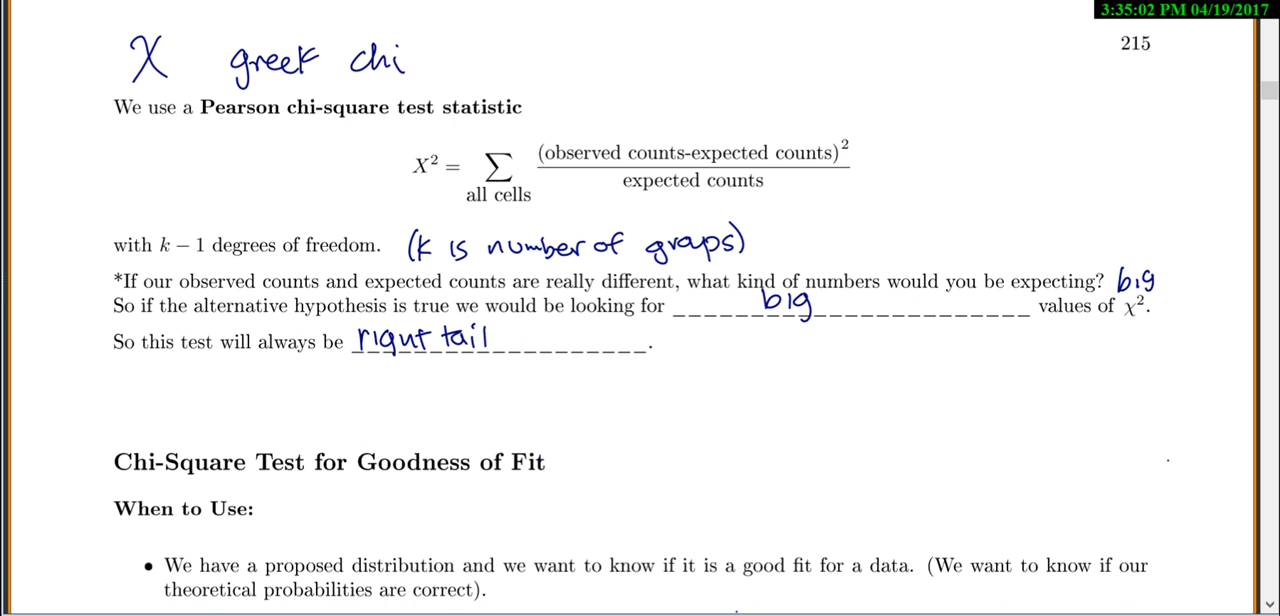 3:35:02 PM 04/19/2017
215
X greek chi
We use a Pearson chi-square test statistic
X² = ∑ all cells (observed counts-expected counts)² / expected counts
with k − 1 degrees of freedom. (k is number of graps)
*If our observed counts and expected counts are really different, what kind of numbers would you be expecting? big
So if the alternative hypothesis is true we would be looking for big values of χ².
So this test will always be right tail.
Chi-Square Test for Goodness of Fit
When to Use:
• We have a proposed distribution and we want to know if it is a good fit for a data. (We want to know if our
theoretical probabilities are correct).